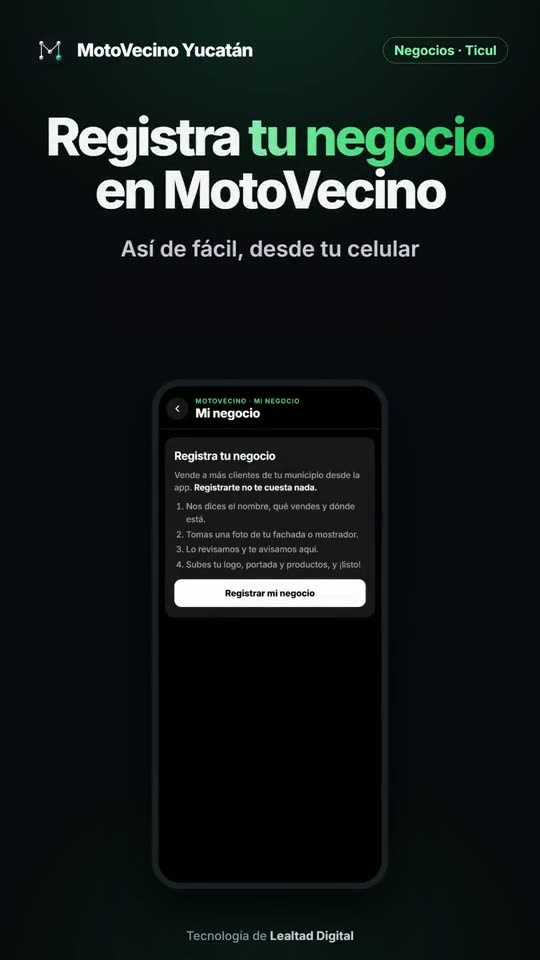 MotoVecino Yucatán
Negocios · Ticul
Registra tu negocio
en MotoVecino
Así de fácil, desde tu celular
MOTOVECINO · MI NEGOCIO
Mi negocio
Registra tu negocio
Vende a más clientes de tu municipio desde la
app. Registrarte no te cuesta nada.
1. Nos dices el nombre, qué vendes y dónde
está.
2. Tomas una foto de tu fachada o mostrador.
3. Lo revisamos y te avisamos aquí.
4. Subes tu logo, portada y productos, y ¡listo!
Registrar mi negocio
Tecnología de Lealtad Digital